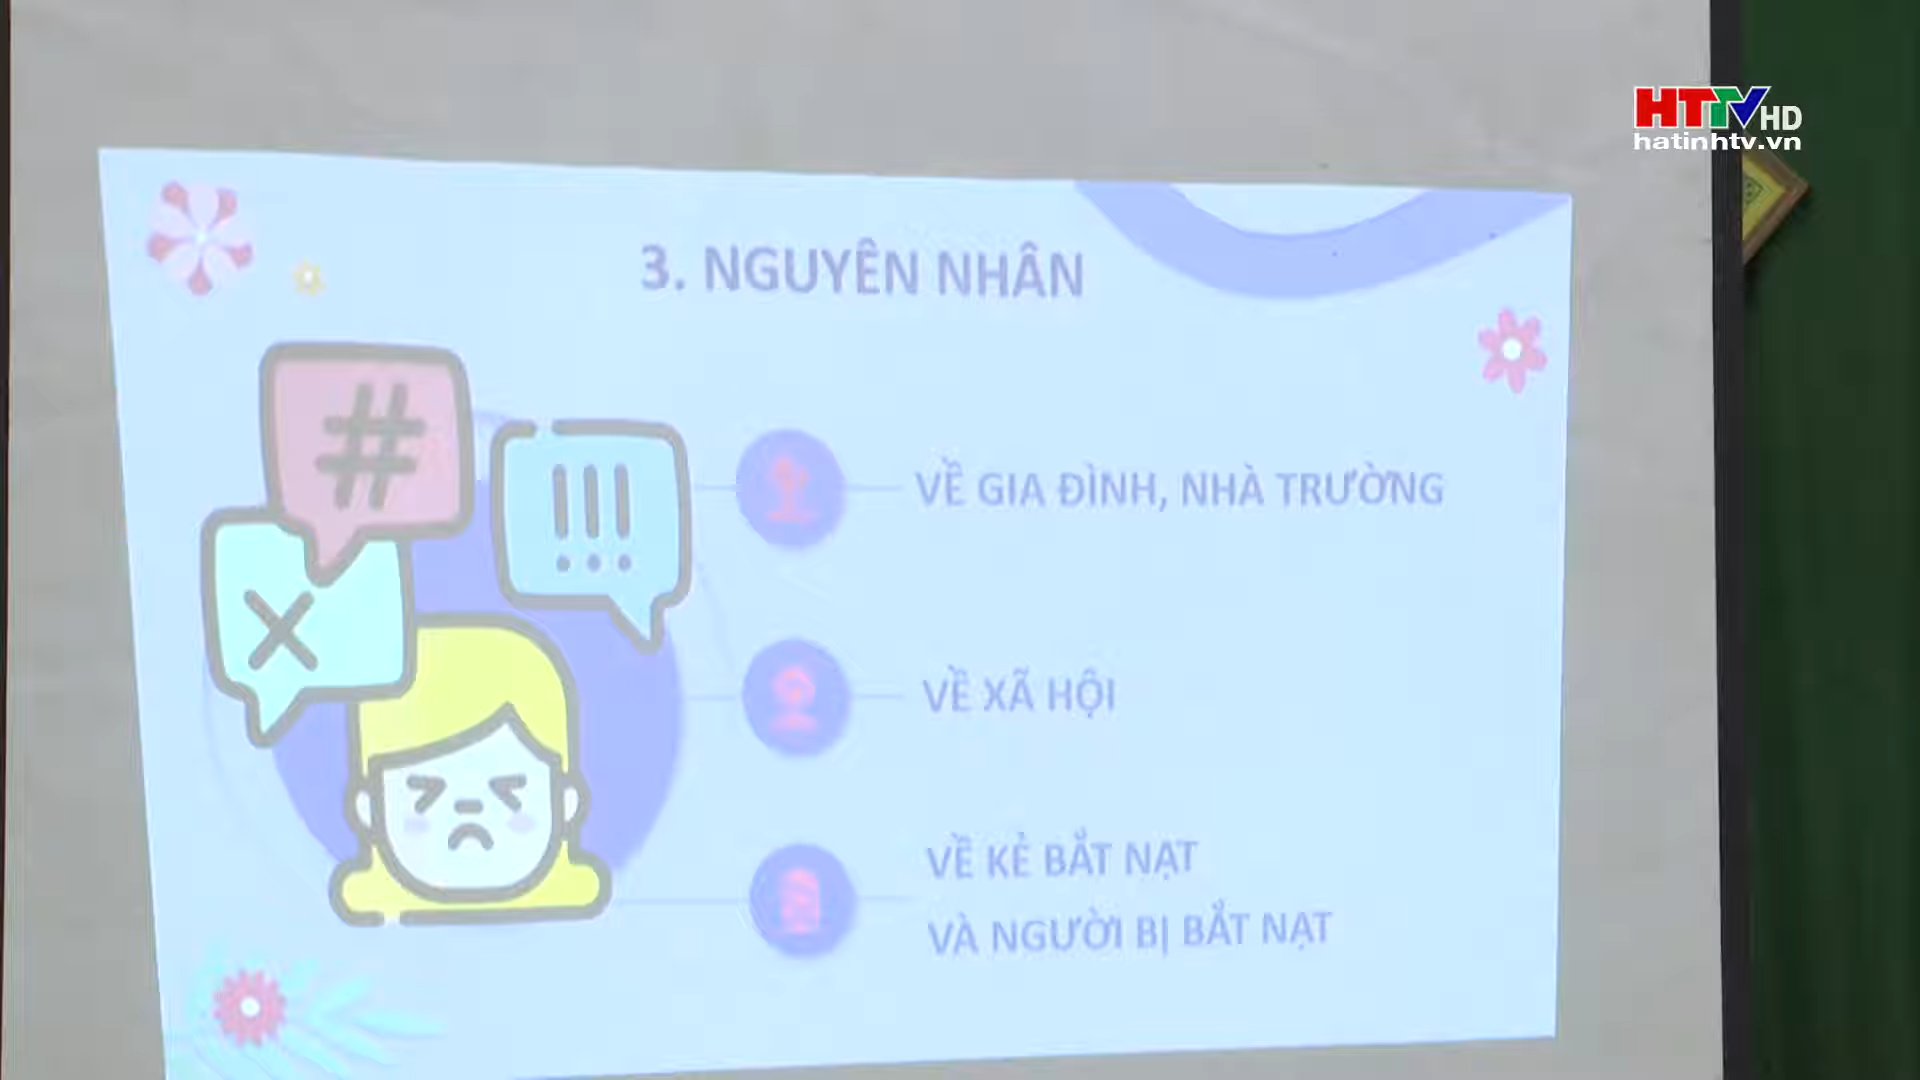 HTTV HD
hatinhtv.vn
3. NGUYÊN NHÂN
#
!!!
X
VỀ GIA ĐÌNH, NHÀ TRƯỜNG
VỀ XÃ HỘI
VỀ KẺ BẮT NẠT
VÀ NGƯỜI BỊ BẮT NẠT